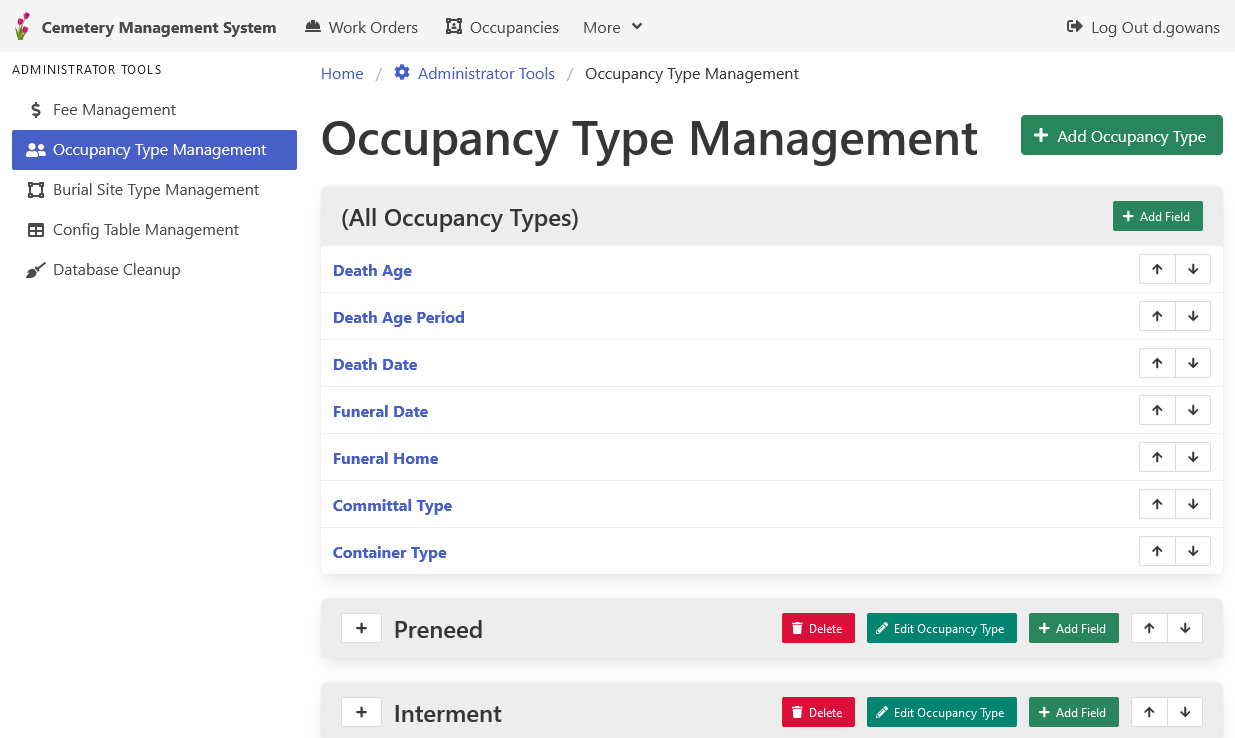 Cemetery Management System
Work Orders
Occupancies
More
Log Out d.gowans
ADMINISTRATOR TOOLS
Fee Management
Occupancy Type Management
Burial Site Type Management
Config Table Management
Database Cleanup
Home / Administrator Tools / Occupancy Type Management
Occupancy Type Management
Add Occupancy Type
(All Occupancy Types)
Add Field
Death Age
Death Age Period
Death Date
Funeral Date
Funeral Home
Committal Type
Container Type
Preneed
Delete
Edit Occupancy Type
Add Field
Interment
Delete
Edit Occupancy Type
Add Field